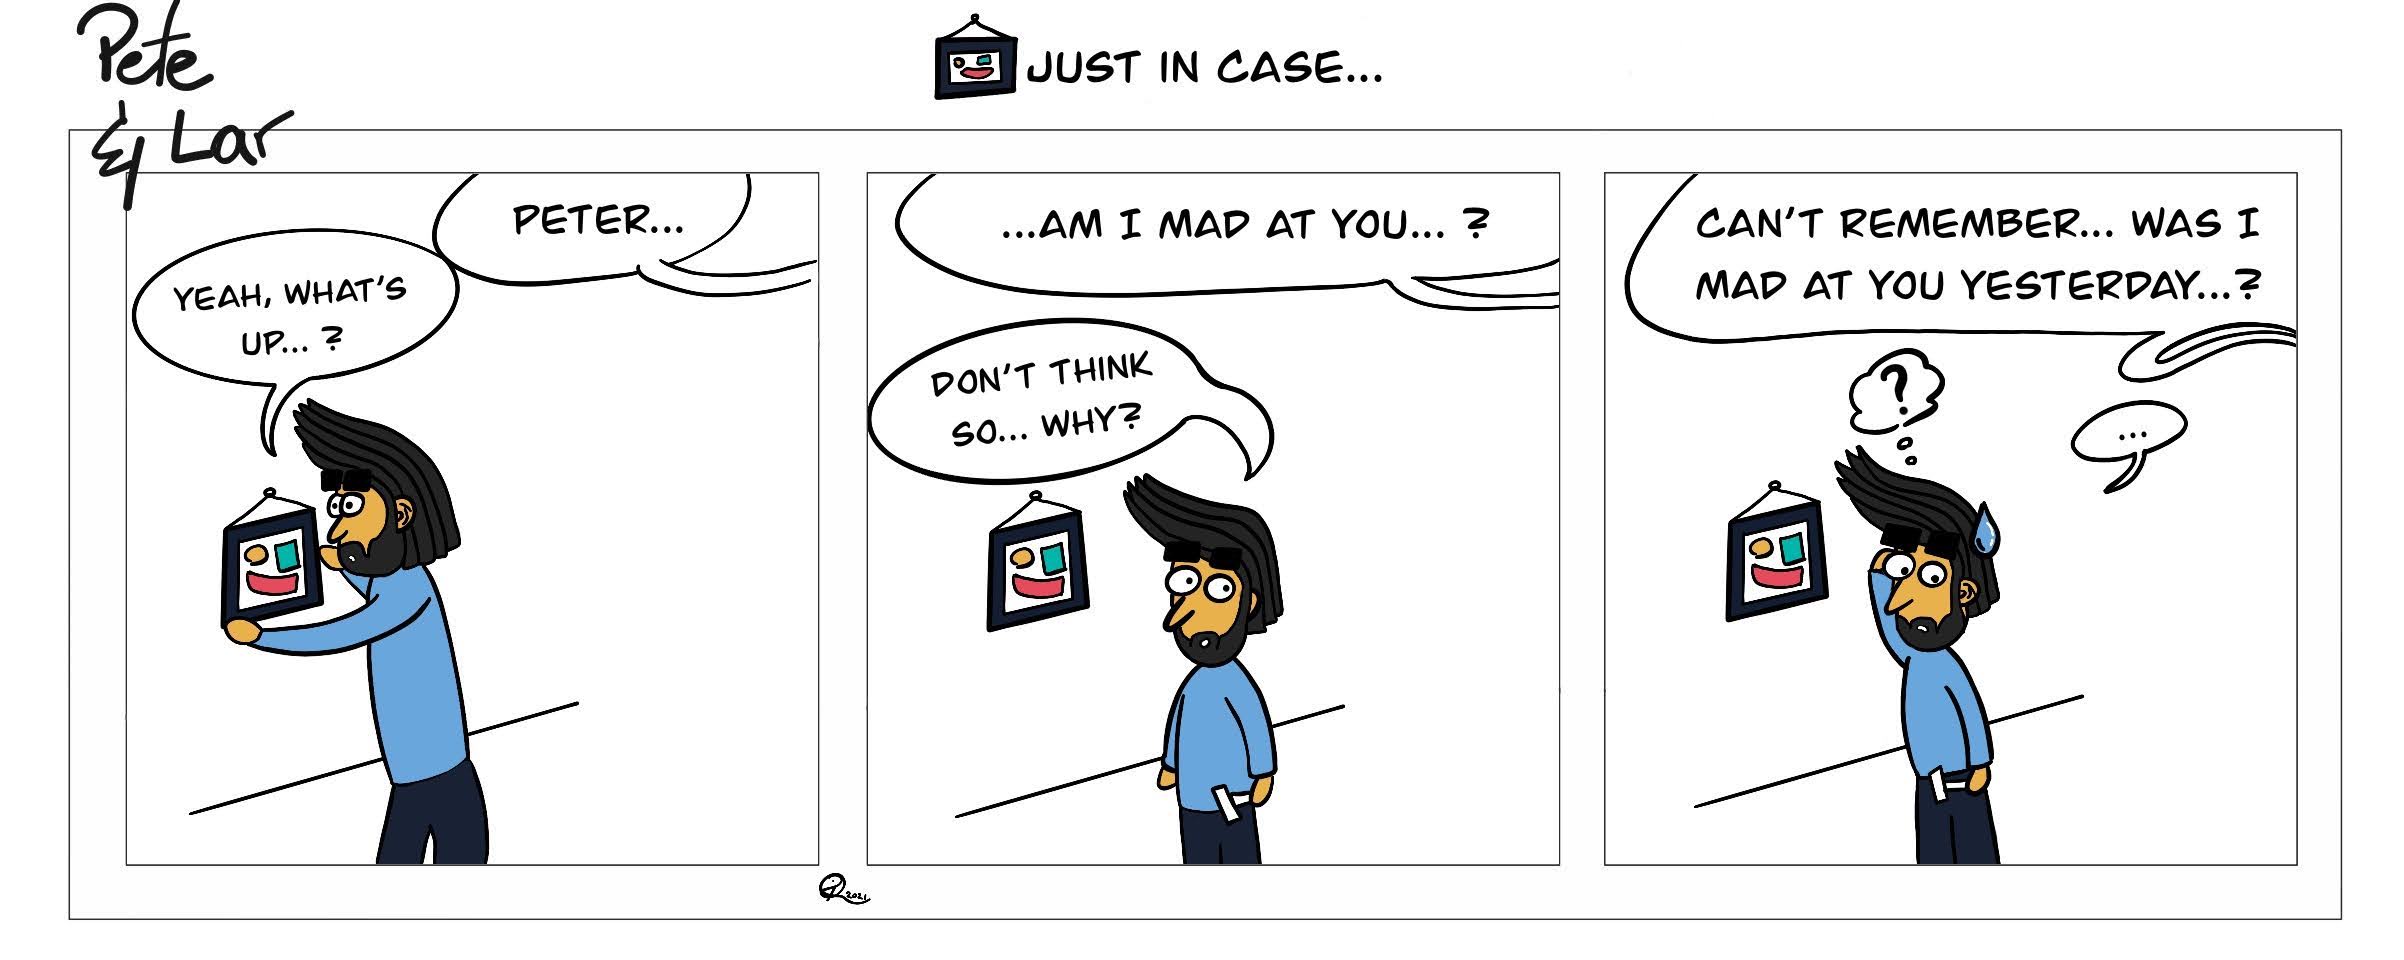 Pete
& Lar
JUST IN CASE...
PETER...
YEAH, WHAT'S
UP... ?
...AM I MAD AT YOU... ?
DON'T THINK
SO... WHY?
CAN'T REMEMBER... WAS I
MAD AT YOU YESTERDAY...?
?
...
2021